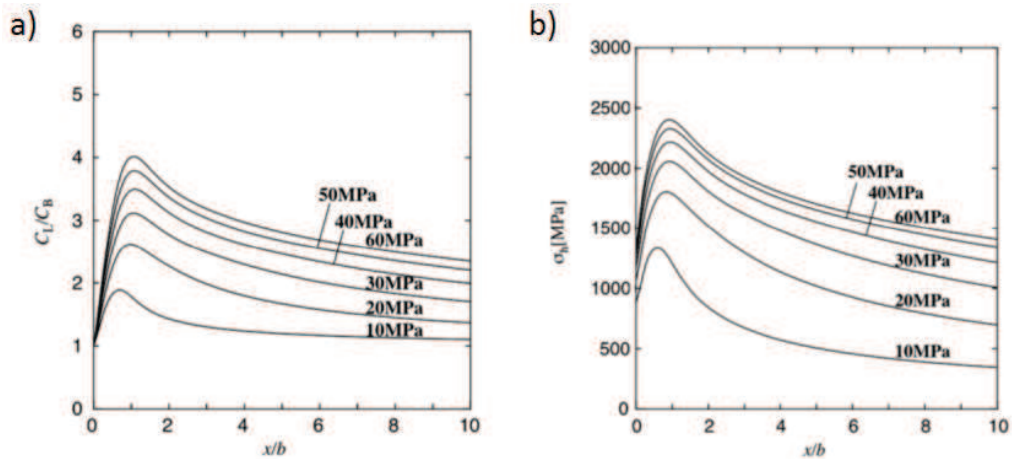 a)
6
5
4
3
2
1
0
C_L/C_B
50MPa
40MPa
60MPa
30MPa
20MPa
10MPa
0 2 4 6 8 10
x/b
b)
3000
2500
2000
1500
1000
500
0
σ_h[MPa]
50MPa
40MPa
60MPa
30MPa
20MPa
10MPa
0 2 4 6 8 10
x/b